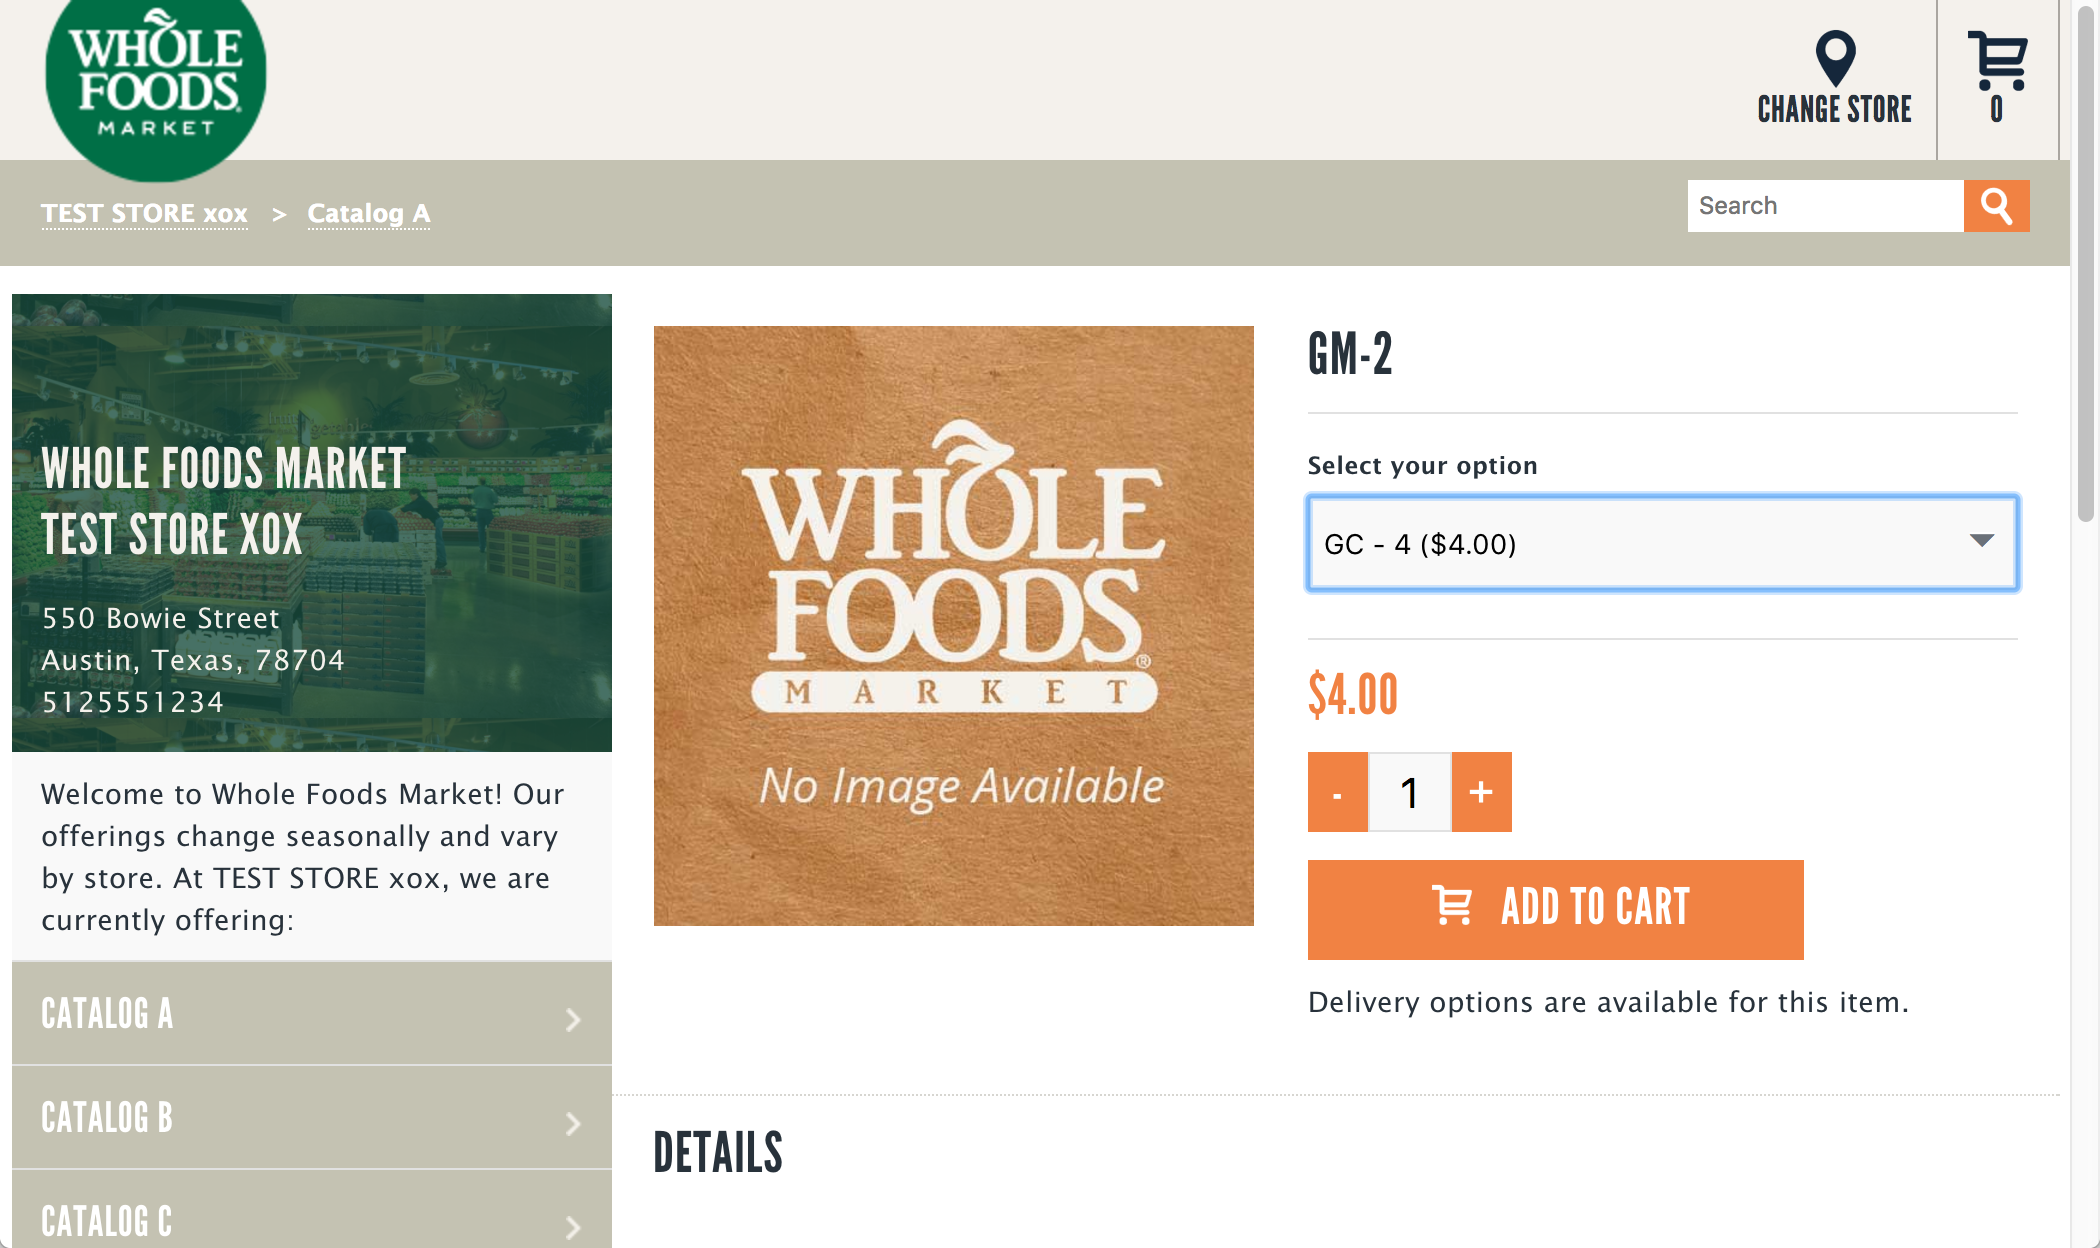 WHOLE
FOODS
MARKET
CHANGE STORE
0
TEST STORE xox > Catalog A
Search
WHOLE FOODS MARKET
TEST STORE XOX
550 Bowie Street
Austin, Texas, 78704
5125551234
Welcome to Whole Foods Market! Our
offerings change seasonally and vary
by store. At TEST STORE xox, we are
currently offering:
CATALOG A
CATALOG B
CATALOG C
WHOLE
FOODS®
MARKET
No Image Available
GM-2
Select your option
GC - 4 ($4.00)
$4.00
- 1 +
ADD TO CART
Delivery options are available for this item.
DETAILS